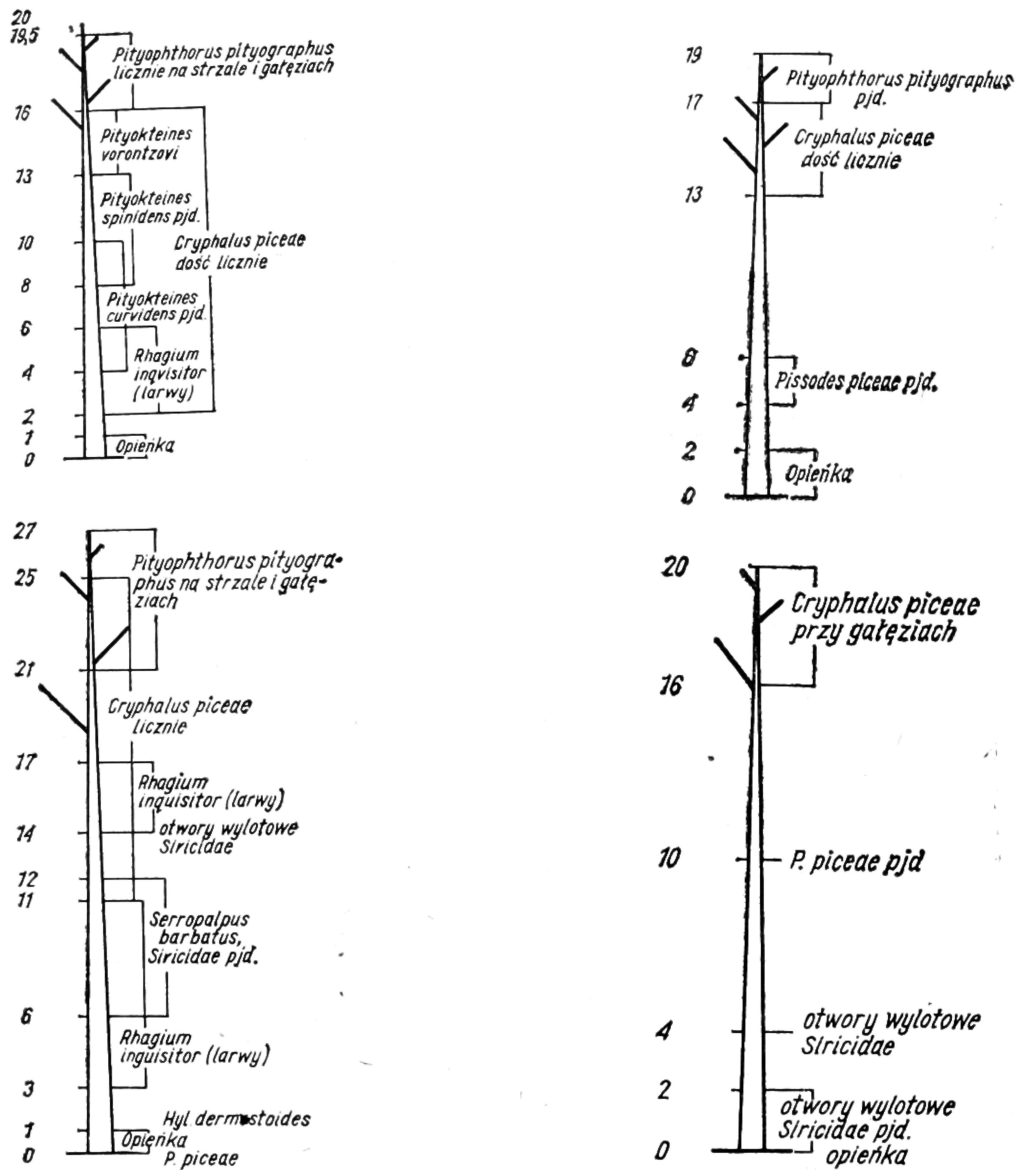 20
19,5
Pityophthorus pityographus
licznie na strzale i gałęziach
16
Pityokteines
vorontzovi
13
Pityokteines
spinidens pjd.
10
Cryphalus piceae
dość licznie
8
Pityokteines
curvidens pjd.
6
Rhagium
inqvisitor
(larwy)
4
2
1
Opieńka
0
19
Pityophthorus pityographus
pjd.
17
Cryphalus piceae
dość licznie
13
6
Pissodes piceae pjd.
4
2
Opieńka
0
27
Pityophthorus pityogra-
phus na strzale i gałę-
ziach
25
21
Cryphalus piceae
licznie
17
Rhagium
inquisitor (larwy)
14
otwory wylotowe
Siricidae
12
11
Serropalpus
barbatus,
Siricidae pjd.
6
Rhagium
inquisitor (larwy)
3
Hyl. dermestoides
1
Opieńka
0
P. piceae
20
Cryphalus piceae
przy gałęziach
16
10
P. piceae pjd
4
otwory wylotowe
Siricidae
2
otwory wylotowe
Siricidae pjd.
0
opieńka